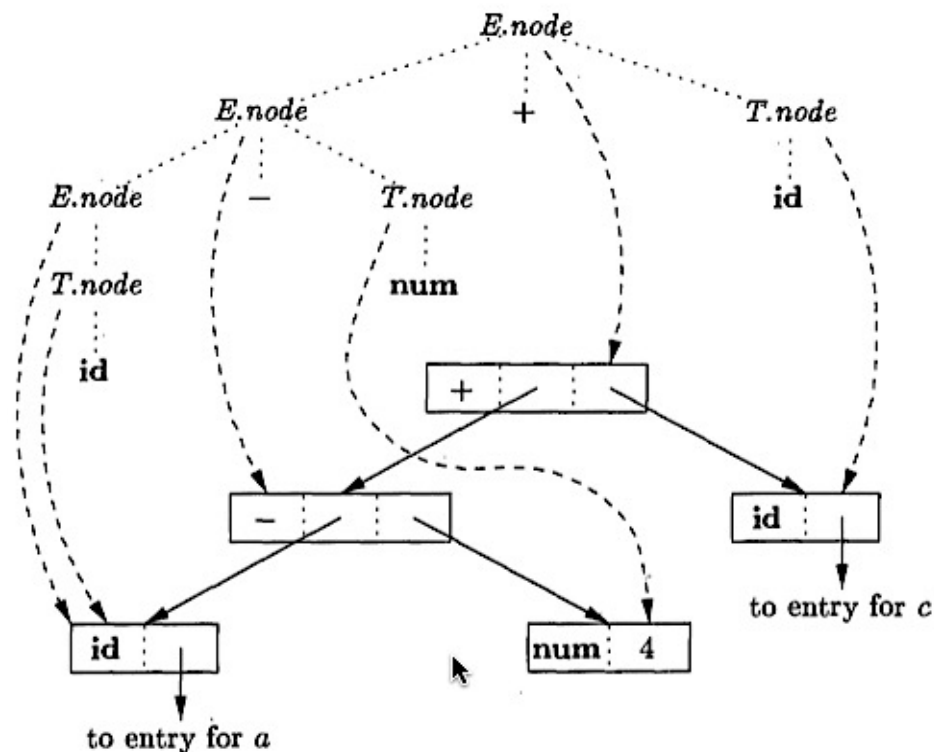 E.node
E.node + T.node
E.node − T.node id
T.node num
id
+
− id
to entry for c
id num 4
to entry for a